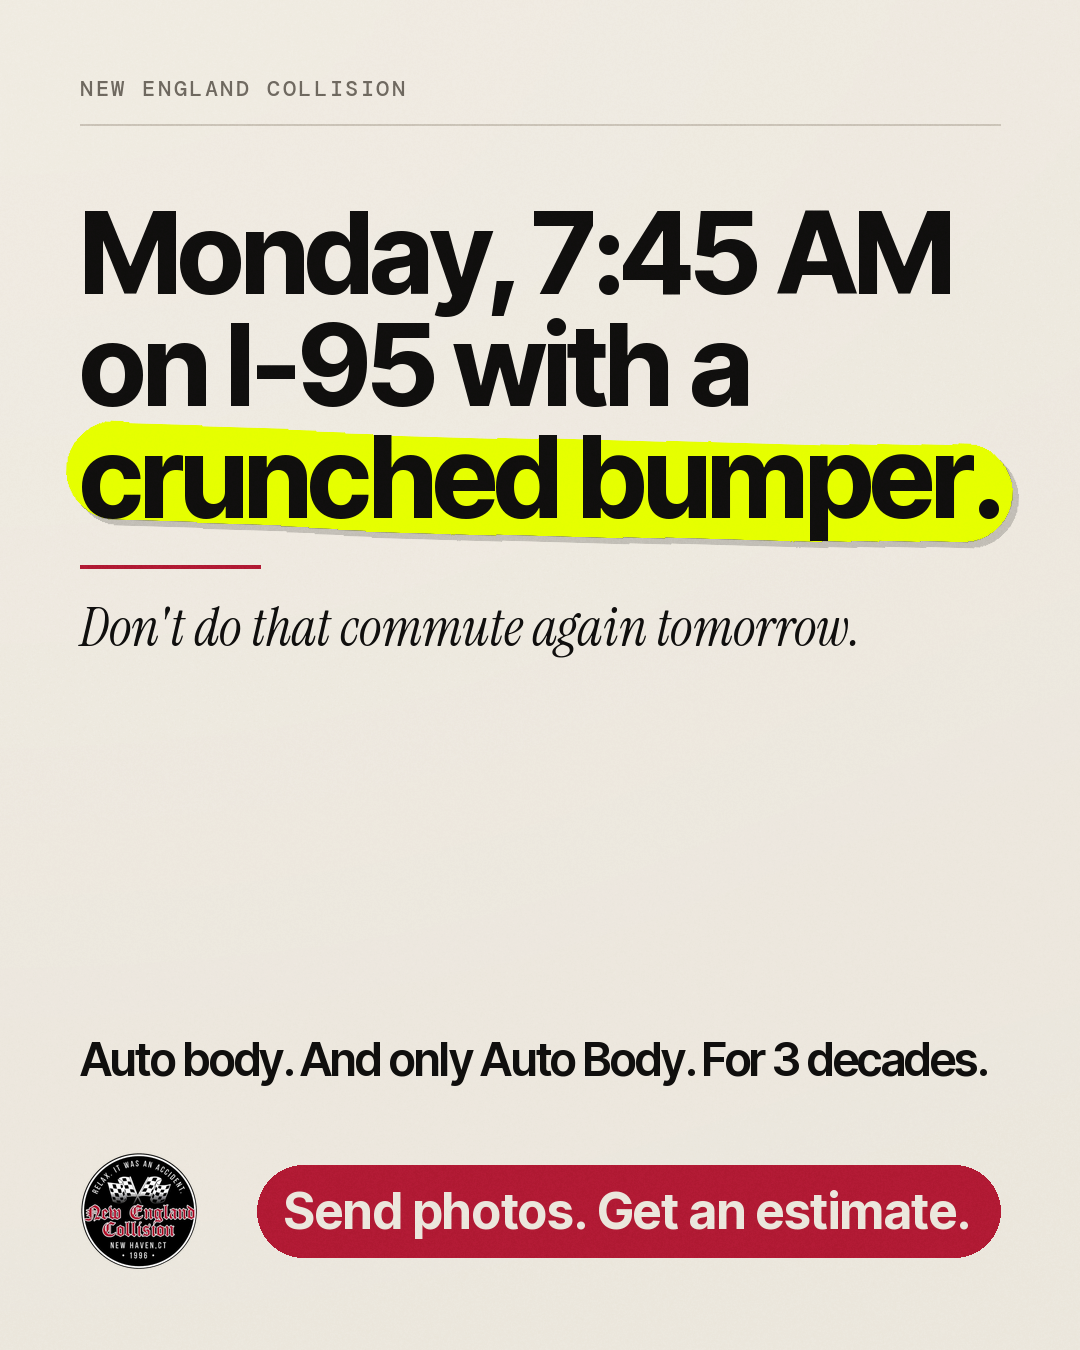 NEW ENGLAND COLLISION
Monday, 7:45 AM
on I-95 with a
crunched bumper.
Don't do that commute again tomorrow.
Auto body. And only Auto Body. For 3 decades.
RELAX, IT WAS AN ACCIDENT.
New England
Collision
NEW HAVEN, CT
• 1996 •
Send photos. Get an estimate.